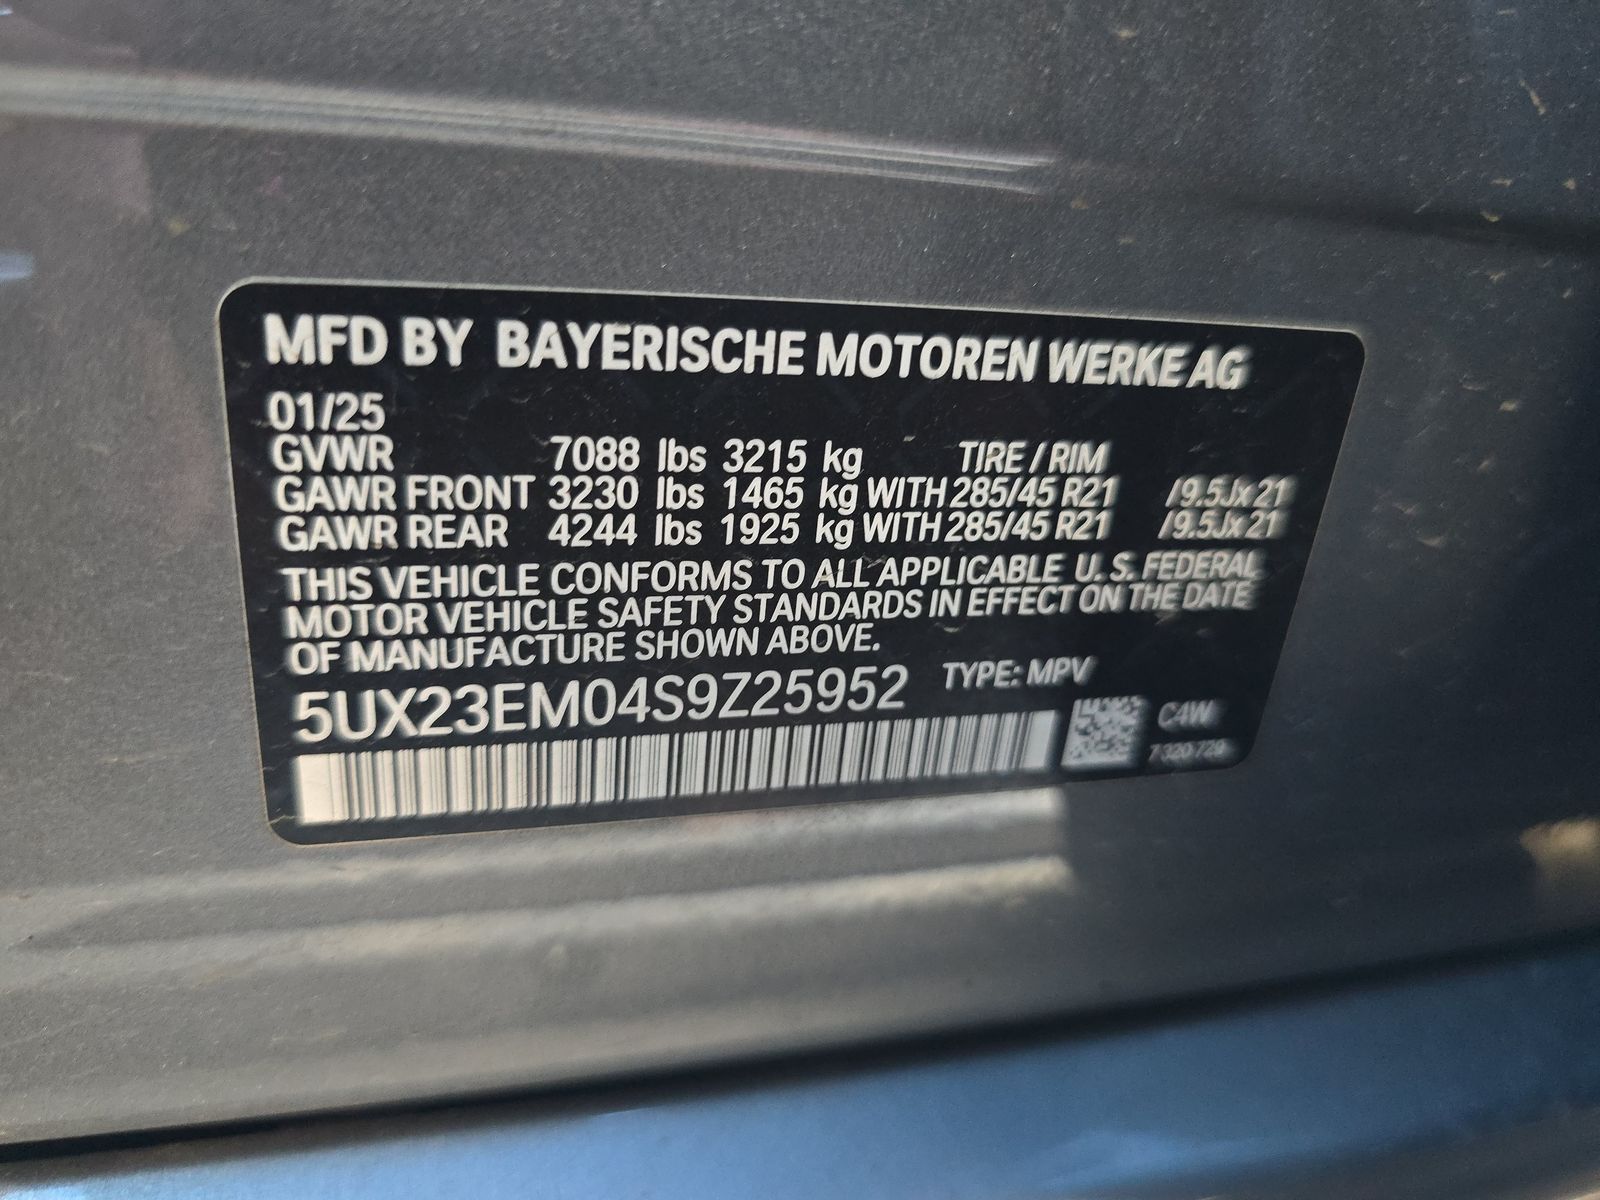 MFD BY BAYERISCHE MOTOREN WERKE AG
01/25
GVWR 7088 lbs 3215 kg TIRE / RIM
GAWR FRONT 3230 lbs 1465 kg WITH 285/45 R21 /9.5Jx21
GAWR REAR 4244 lbs 1925 kg WITH 285/45 R21 /9.5Jx21
THIS VEHICLE CONFORMS TO ALL APPLICABLE U. S. FEDERAL
MOTOR VEHICLE SAFETY STANDARDS IN EFFECT ON THE DATE
OF MANUFACTURE SHOWN ABOVE.
5UX23EM04S9Z25952 TYPE: MPV
C4W
7 320 729